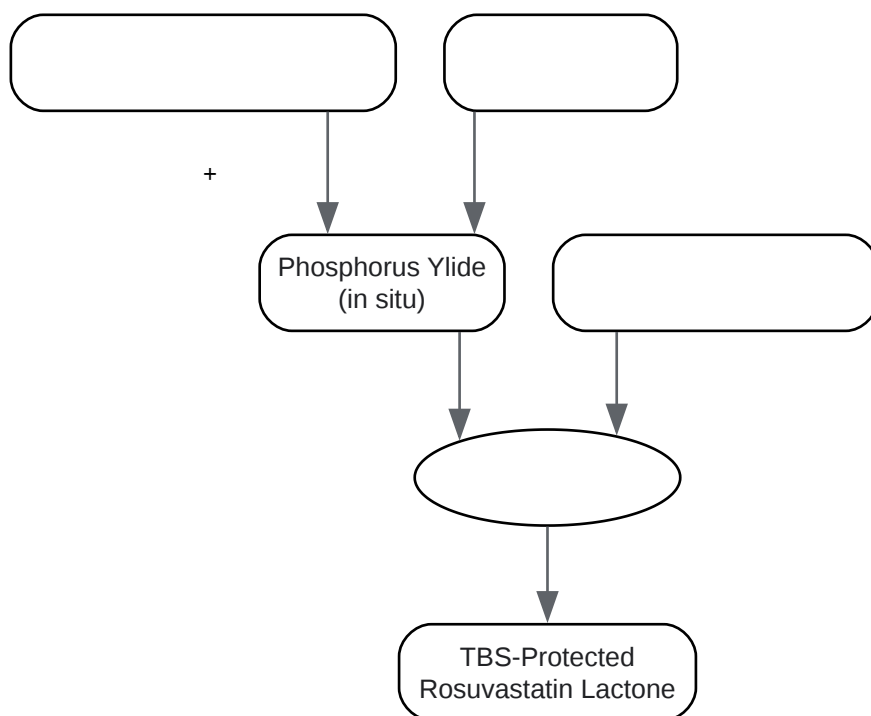 +
Phosphorus Ylide
(in situ)
TBS-Protected
Rosuvastatin Lactone